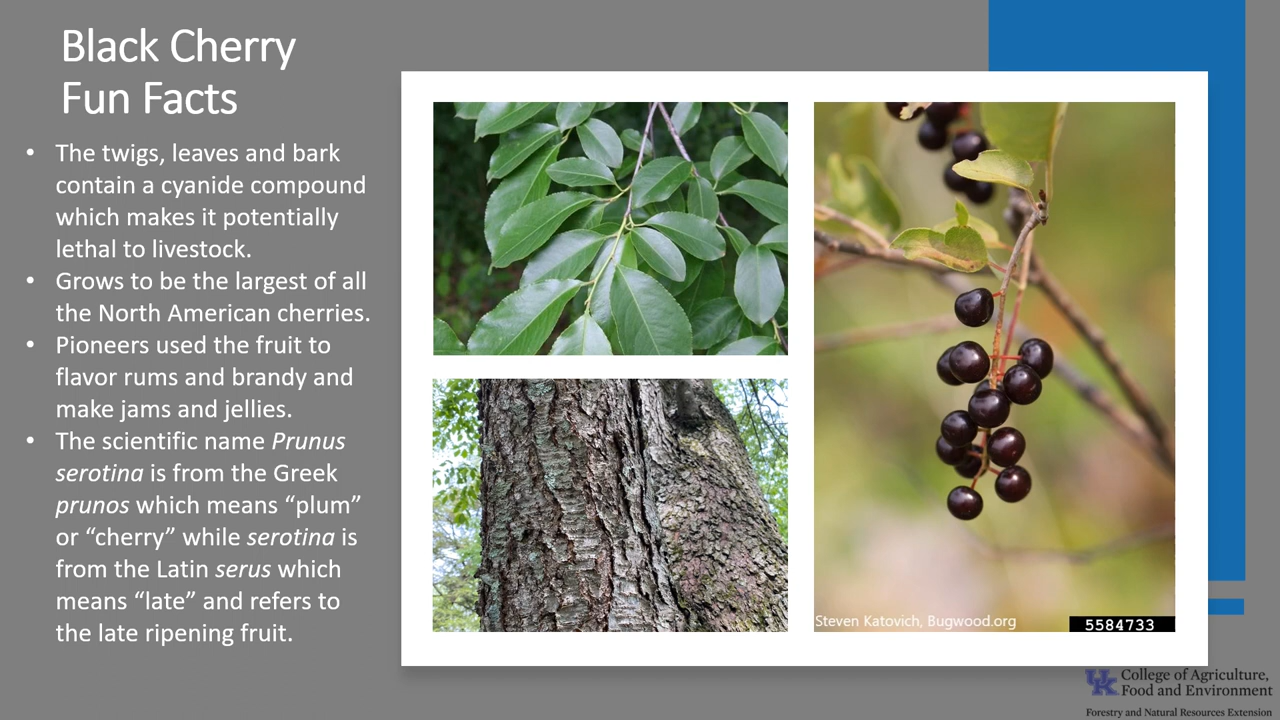 Black Cherry
Fun Facts
• The twigs, leaves and bark
contain a cyanide compound
which makes it potentially
lethal to livestock.
• Grows to be the largest of all
the North American cherries.
• Pioneers used the fruit to
flavor rums and brandy and
make jams and jellies.
• The scientific name Prunus
serotina is from the Greek
prunos which means “plum”
or “cherry” while serotina is
from the Latin serus which
means “late” and refers to
the late ripening fruit.
Steven Katovich, Bugwood.org
5584733
UK
College of Agriculture,
Food and Environment
Forestry and Natural Resources Extension